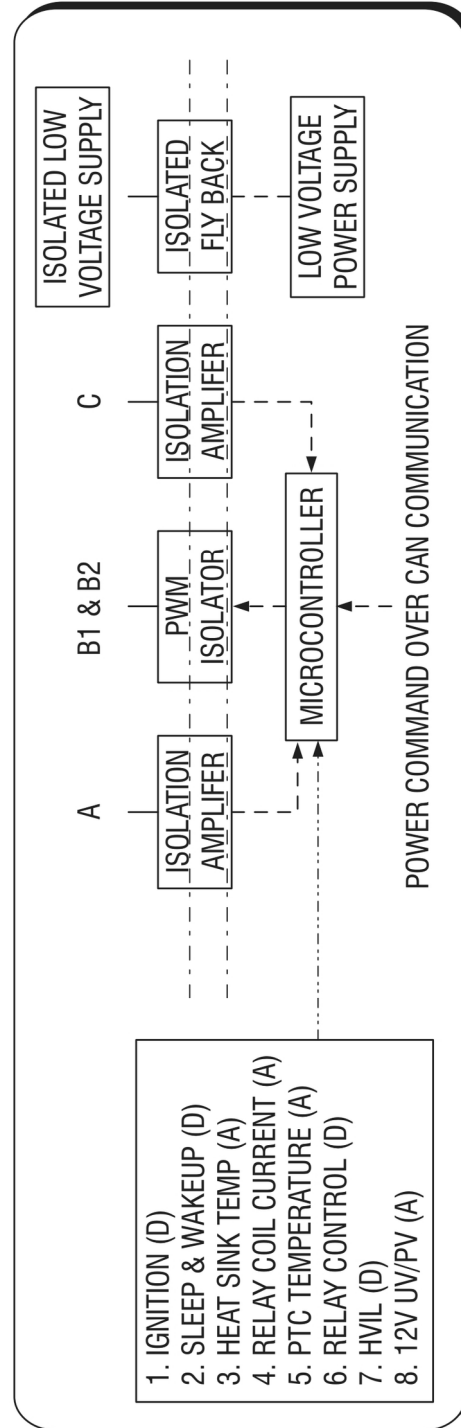 ISOLATED LOW
VOLTAGE SUPPLY
A
B1 & B2
C
ISOLATION
AMPLIFER
PWM
ISOLATOR
ISOLATION
AMPLIFER
ISOLATED
FLY BACK
1. IGNITION (D)
2. SLEEP & WAKEUP (D)
3. HEAT SINK TEMP (A)
4. RELAY COIL CURRENT (A)
5. PTC TEMPERATURE (A)
6. RELAY CONTROL (D)
7. HVIL (D)
8. 12V UV/PV (A)
MICROCONTROLLER
LOW VOLTAGE
POWER SUPPLY
POWER COMMAND OVER CAN COMMUNICATION